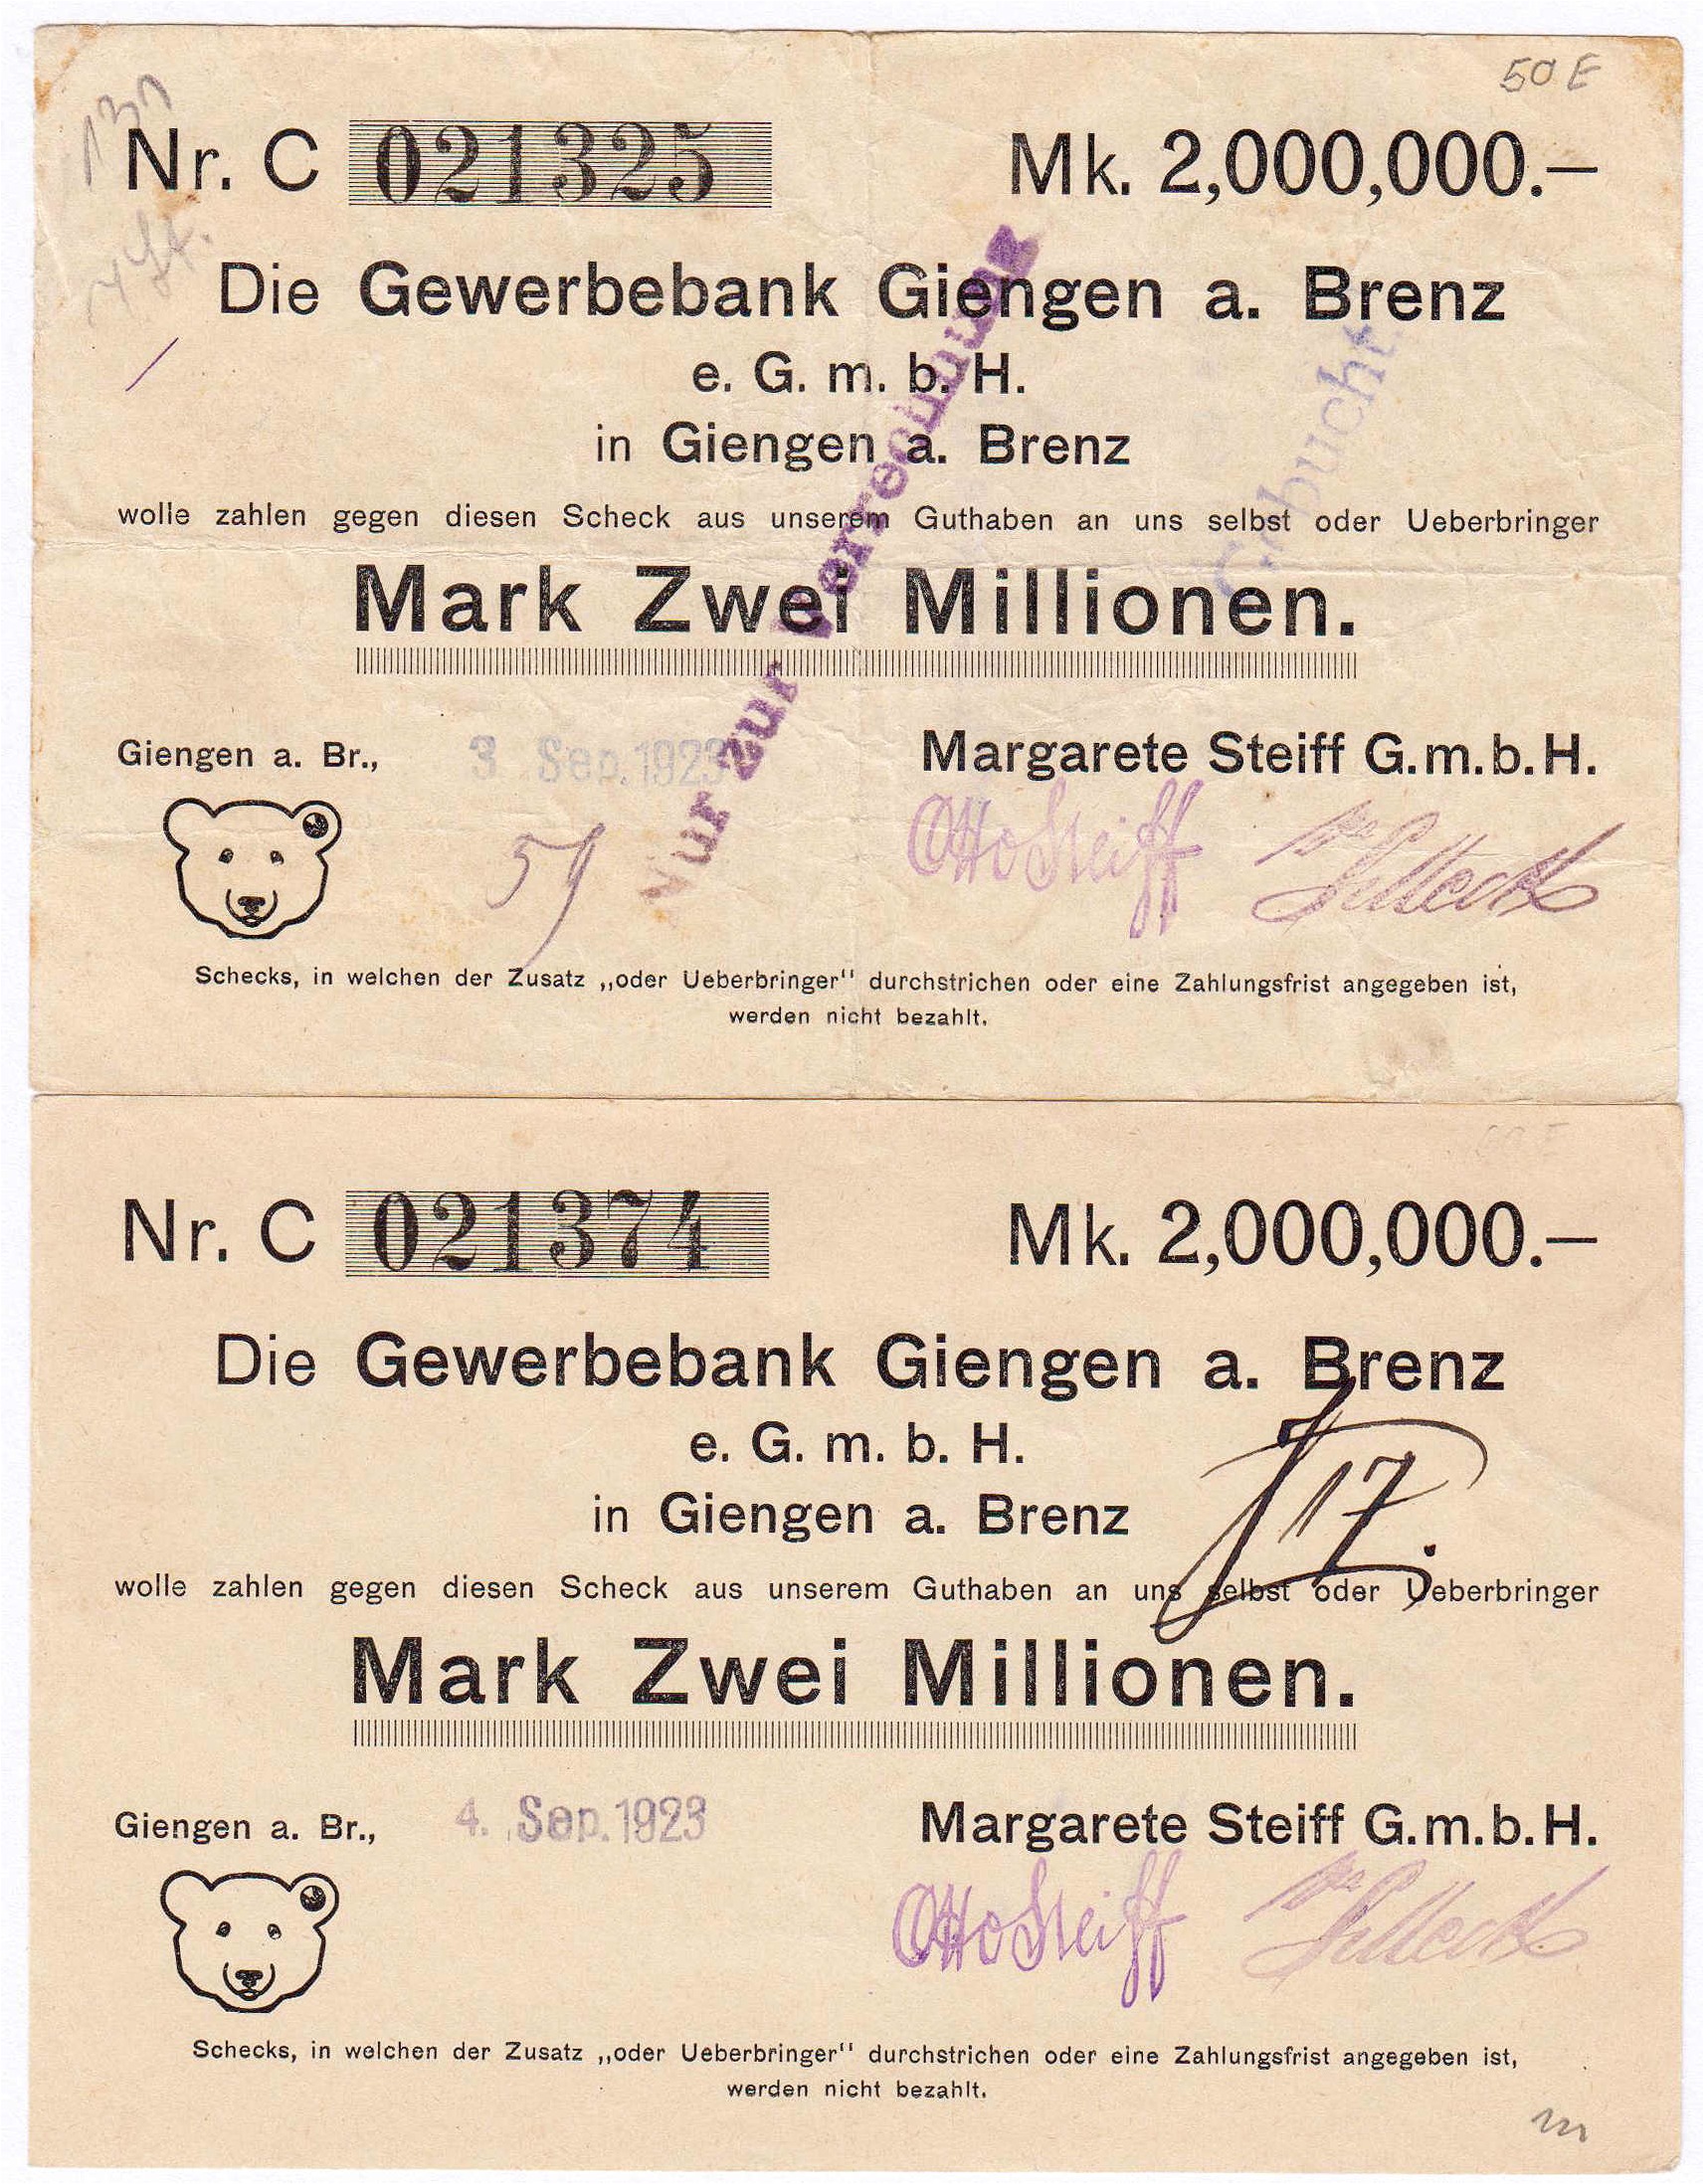 50 E
Nr. C 021325 Mk. 2,000,000.—
Die Gewerbebank Giengen a. Brenz
e. G. m. b. H.
in Giengen a. Brenz
wolle zahlen gegen diesen Scheck aus unserem Guthaben an uns selbst oder Ueberbringer
Mark Zwei Millionen.
Nur zur Verrechnung
Gebucht
Giengen a. Br., 3. Sep. 1923
Margarete Steiff G.m.b.H.
59
Otto Steiff
Schecks, in welchen der Zusatz „oder Ueberbringer" durchstrichen oder eine Zahlungsfrist angegeben ist,
werden nicht bezahlt.
Nr. C 021374 Mk. 2,000,000.—
Die Gewerbebank Giengen a. Brenz
e. G. m. b. H.
in Giengen a. Brenz
17.
wolle zahlen gegen diesen Scheck aus unserem Guthaben an uns selbst oder Ueberbringer
Mark Zwei Millionen.
Giengen a. Br., 4. Sep. 1923
Margarete Steiff G.m.b.H.
Otto Steiff
Schecks, in welchen der Zusatz „oder Ueberbringer" durchstrichen oder eine Zahlungsfrist angegeben ist,
werden nicht bezahlt.